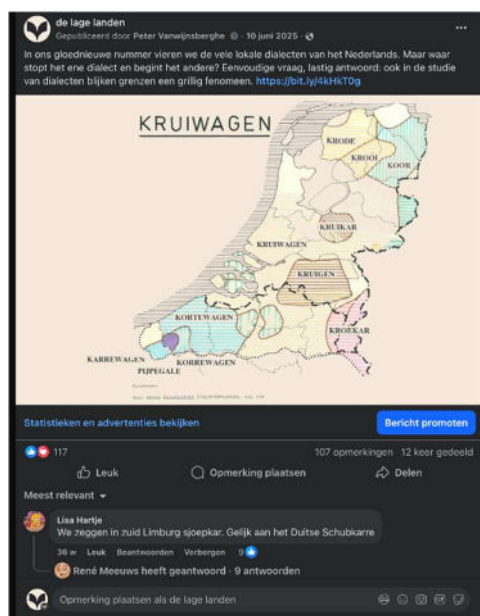 de lage landen
Gepubliceerd door Peter Vanwijnsberghe · 10 juni 2025 ·
In ons gloednieuwe nummer vieren we de vele lokale dialecten van het Nederlands. Maar waar
stopt het ene dialect en begint het andere? Eenvoudige vraag, lastig antwoord: ook in de studie
van dialecten blijken grenzen een grillig fenomeen. https://bit.ly/4kHkT0g
KRUIWAGEN
KRODE
KROOI
KOOR
KRUIKAR
KRUIWAGEN
KRUIGEN
KORTEWAGEN
KROEKAR
KARREWAGEN
KORREWAGEN
PIJPEGALE
Statistieken en advertenties bekijken
Bericht promoten
117
107 opmerkingen 12 keer gedeeld
Leuk
Opmerking plaatsen
Delen
Meest relevant
Lisa Hartje
We zeggen in zuid Limburg sjoepkar. Gelijk aan het Duitse Schubkarre
36 w Leuk Beantwoorden Verbergen 9
René Meeuws heeft geantwoord · 9 antwoorden
Opmerking plaatsen als de lage landen